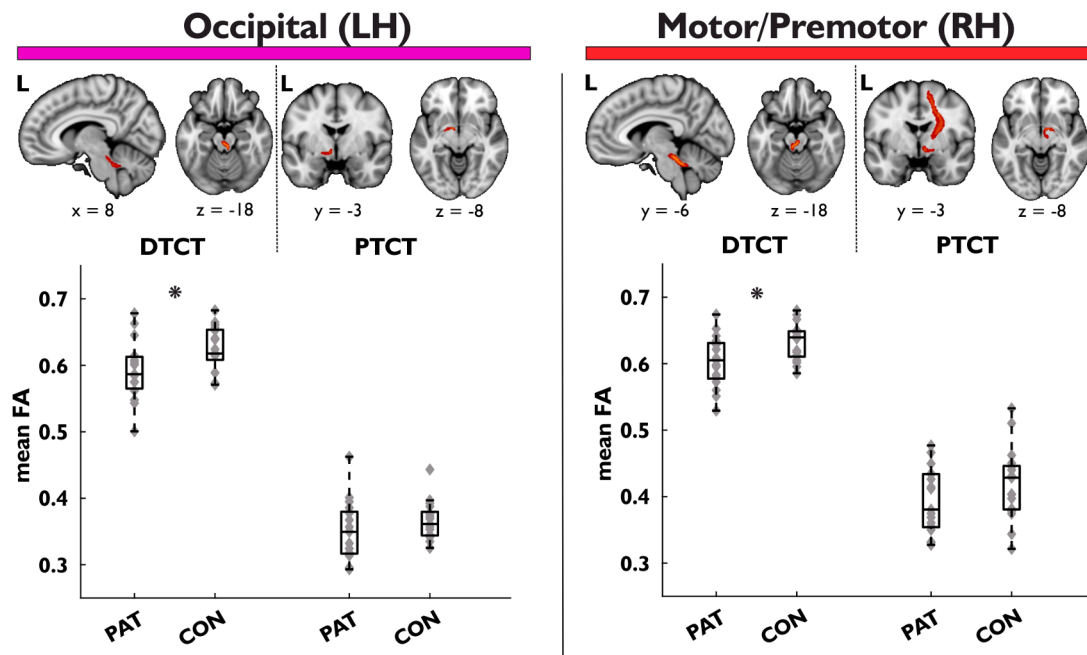 Occipital (LH)
L
x = 8 z = -18 y = -3 z = -8
DTCT PTCT
*
mean FA
0.7
0.6
0.5
0.4
0.3
PAT CON PAT CON
Motor/Premotor (RH)
L
y = -6 z = -18 y = -3 z = -8
DTCT PTCT
*
mean FA
0.7
0.6
0.5
0.4
0.3
PAT CON PAT CON